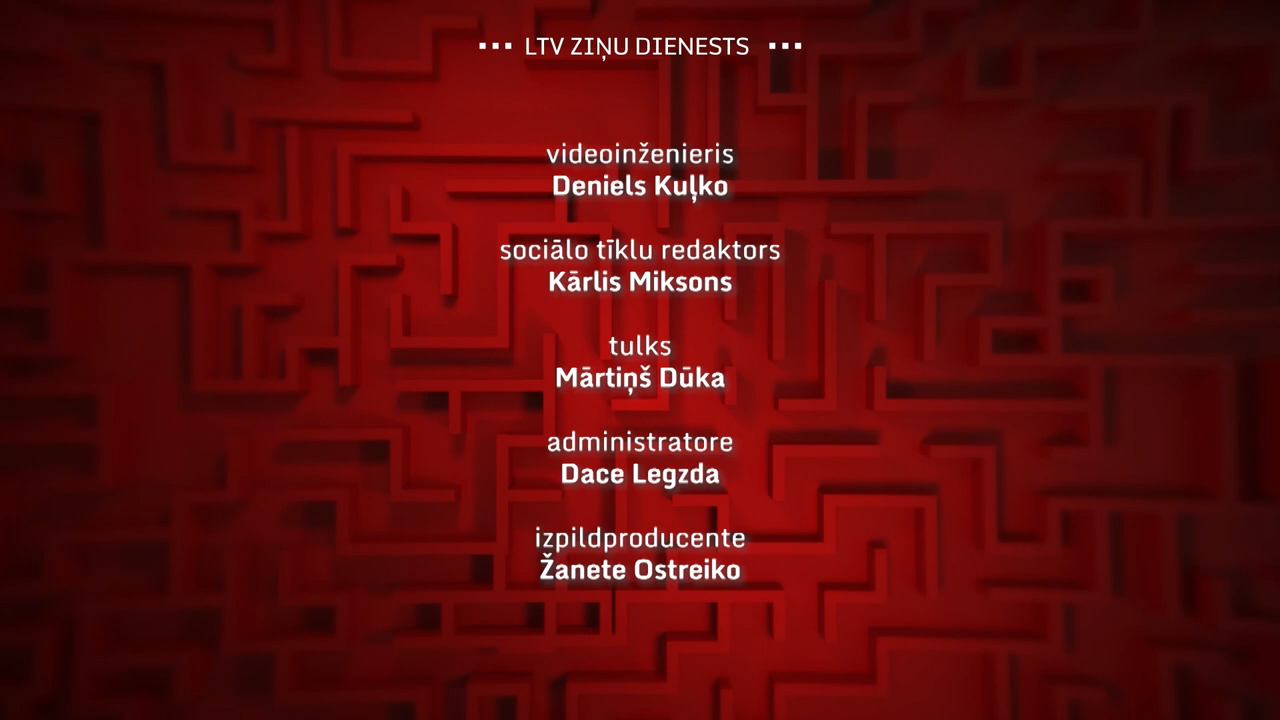 LTV ZIŅU DIENESTS
videoinženieris
Deniels Kuļko
sociālo tīklu redaktors
Kārlis Miksons
tulks
Mārtiņš Dūka
administratore
Dace Legzda
izpildproducente
Žanete Ostreiko